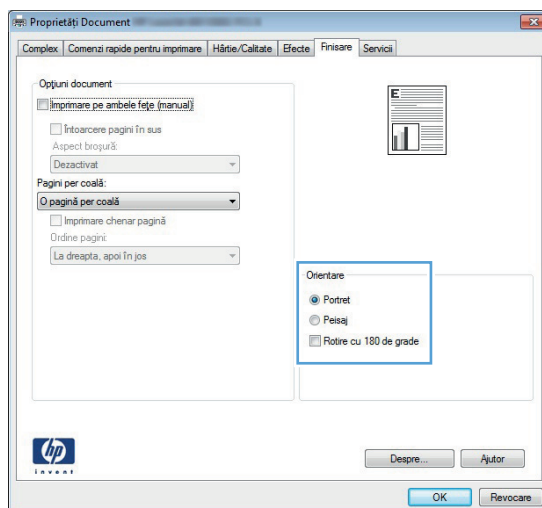 Proprietăți Document
Complex
Comenzi rapide pentru imprimare
Hârtie/Calitate
Efecte
Finisare
Servicii
Opțiuni document
Imprimare pe ambele fețe (manual)
Întoarcere pagini în sus
Aspect broșură:
Dezactivat
Pagini per coală:
O pagină per coală
Imprimare chenar pagină
Ordine pagini:
La dreapta, apoi în jos
E
Orientare
Portret
Peisaj
Rotire cu 180 de grade
hp
invent
Despre...
Ajutor
OK
Revocare